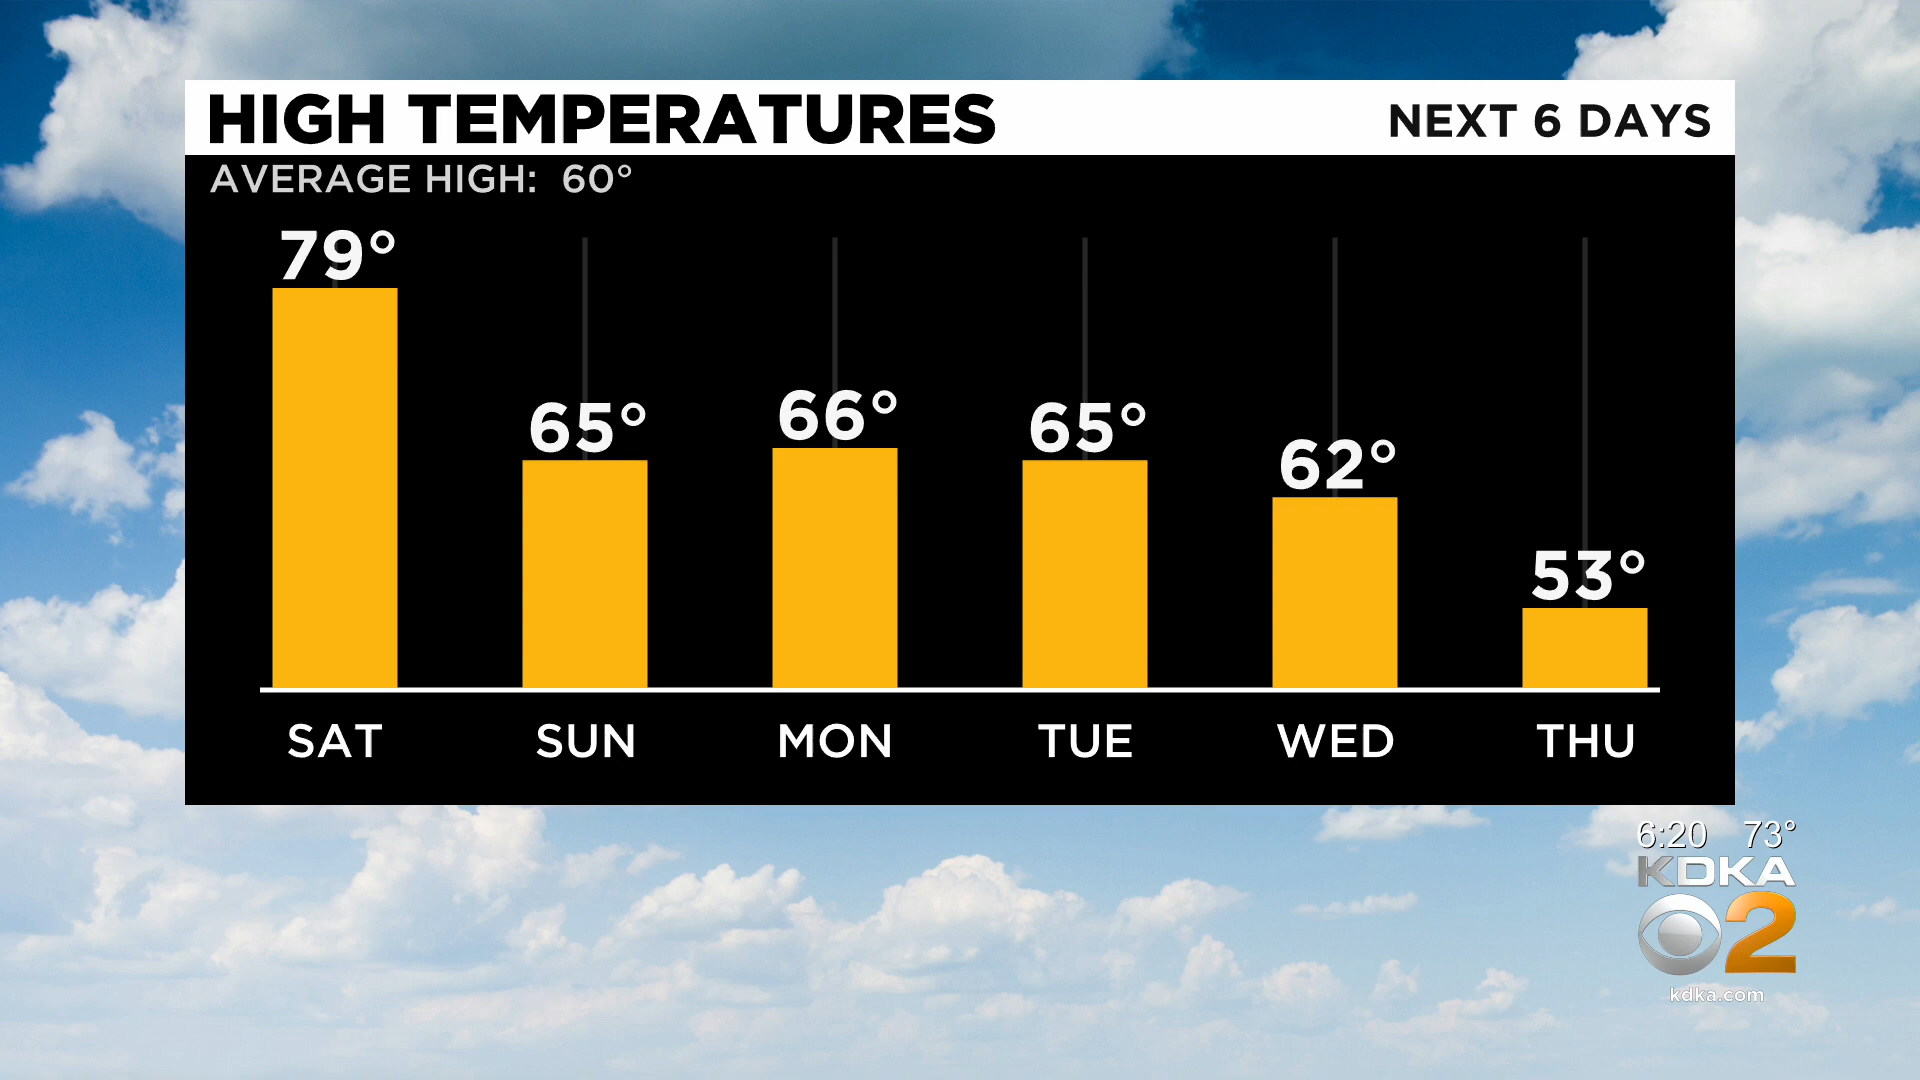 HIGH TEMPERATURES NEXT 6 DAYS
AVERAGE HIGH: 60°
79° 65° 66° 65° 62° 53°
SAT SUN MON TUE WED THU
6:20 73°
KDKA
2
kdka.com